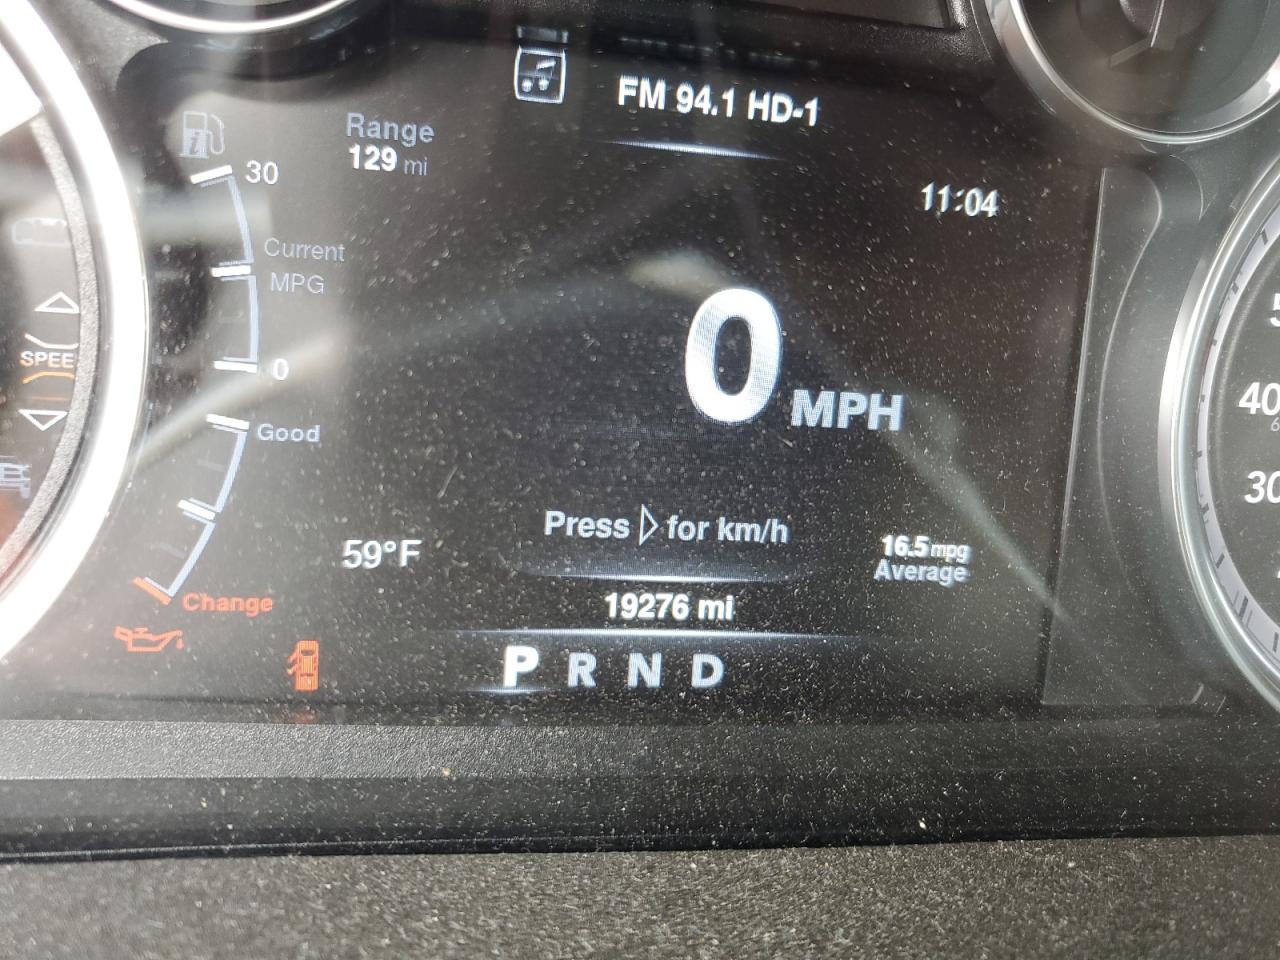 FM 94.1 HD-1
Range
129 mi
30
11:04
Current
MPG
0
0 MPH
SPEE
Good
40
30
Press ▷ for km/h
59°F
16.5 mpg
Average
Change
19276 mi
P R N D